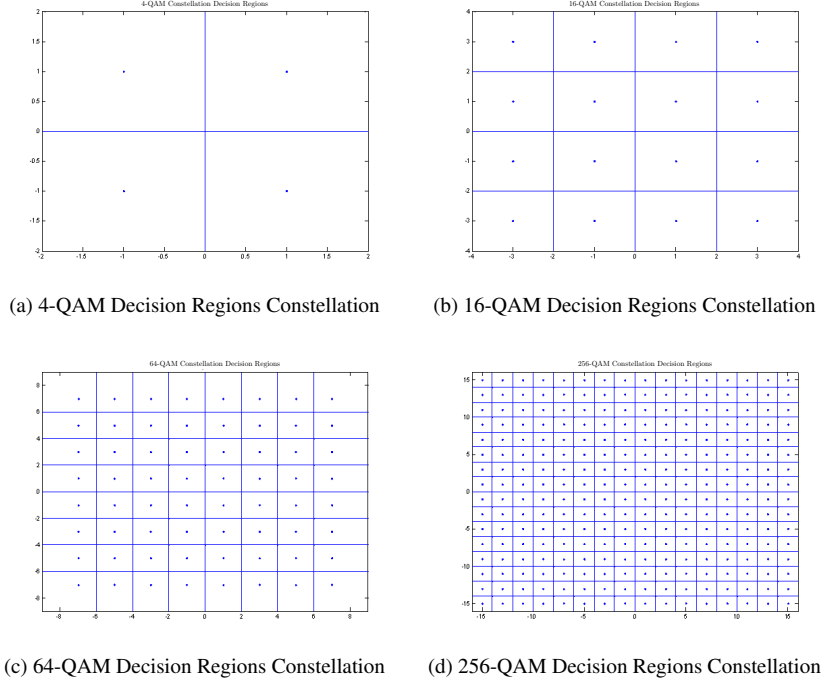 4-QAM Constellation Decision Regions
2
1.5
1
0.5
0
-0.5
-1
-1.5
-2
-2 -1.5 -1 -0.5 0 0.5 1 1.5 2
(a) 4-QAM Decision Regions Constellation
16-QAM Constellation Decision Regions
4
3
2
1
0
-1
-2
-3
-4
-4 -3 -2 -1 0 1 2 3 4
(b) 16-QAM Decision Regions Constellation
64-QAM Constellation Decision Regions
8
6
4
2
0
-2
-4
-6
-8
-8 -6 -4 -2 0 2 4 6 8
(c) 64-QAM Decision Regions Constellation
256-QAM Constellation Decision Regions
15
10
5
0
-5
-10
-15
-15 -10 -5 0 5 10 15
(d) 256-QAM Decision Regions Constellation